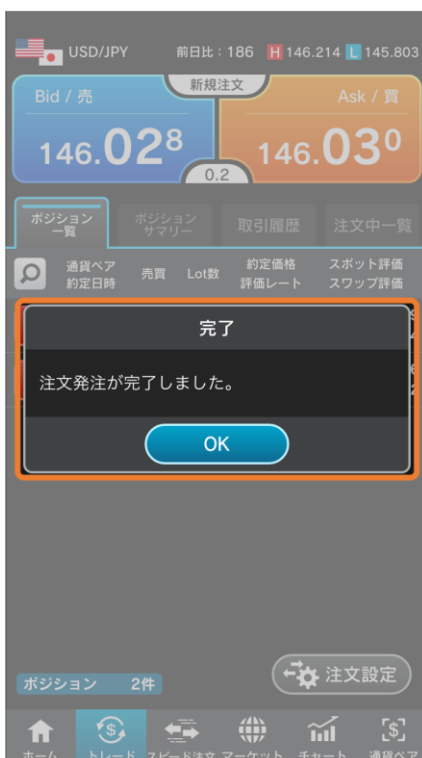 USD/JPY 前日比：186 H 146.214 L 145.803
新規注文
Bid / 売 Ask / 買
146.028 146.030
0.2
ポジション一覧 ポジションサマリー 取引履歴 注文中一覧
通貨ペア 売買 Lot数 約定価格 スポット評価
約定日時 評価レート スワップ評価
完了
注文発注が完了しました。
OK
ポジション 2件
注文設定
ホーム トレード スピード注文 マーケット チャート 通貨ペア